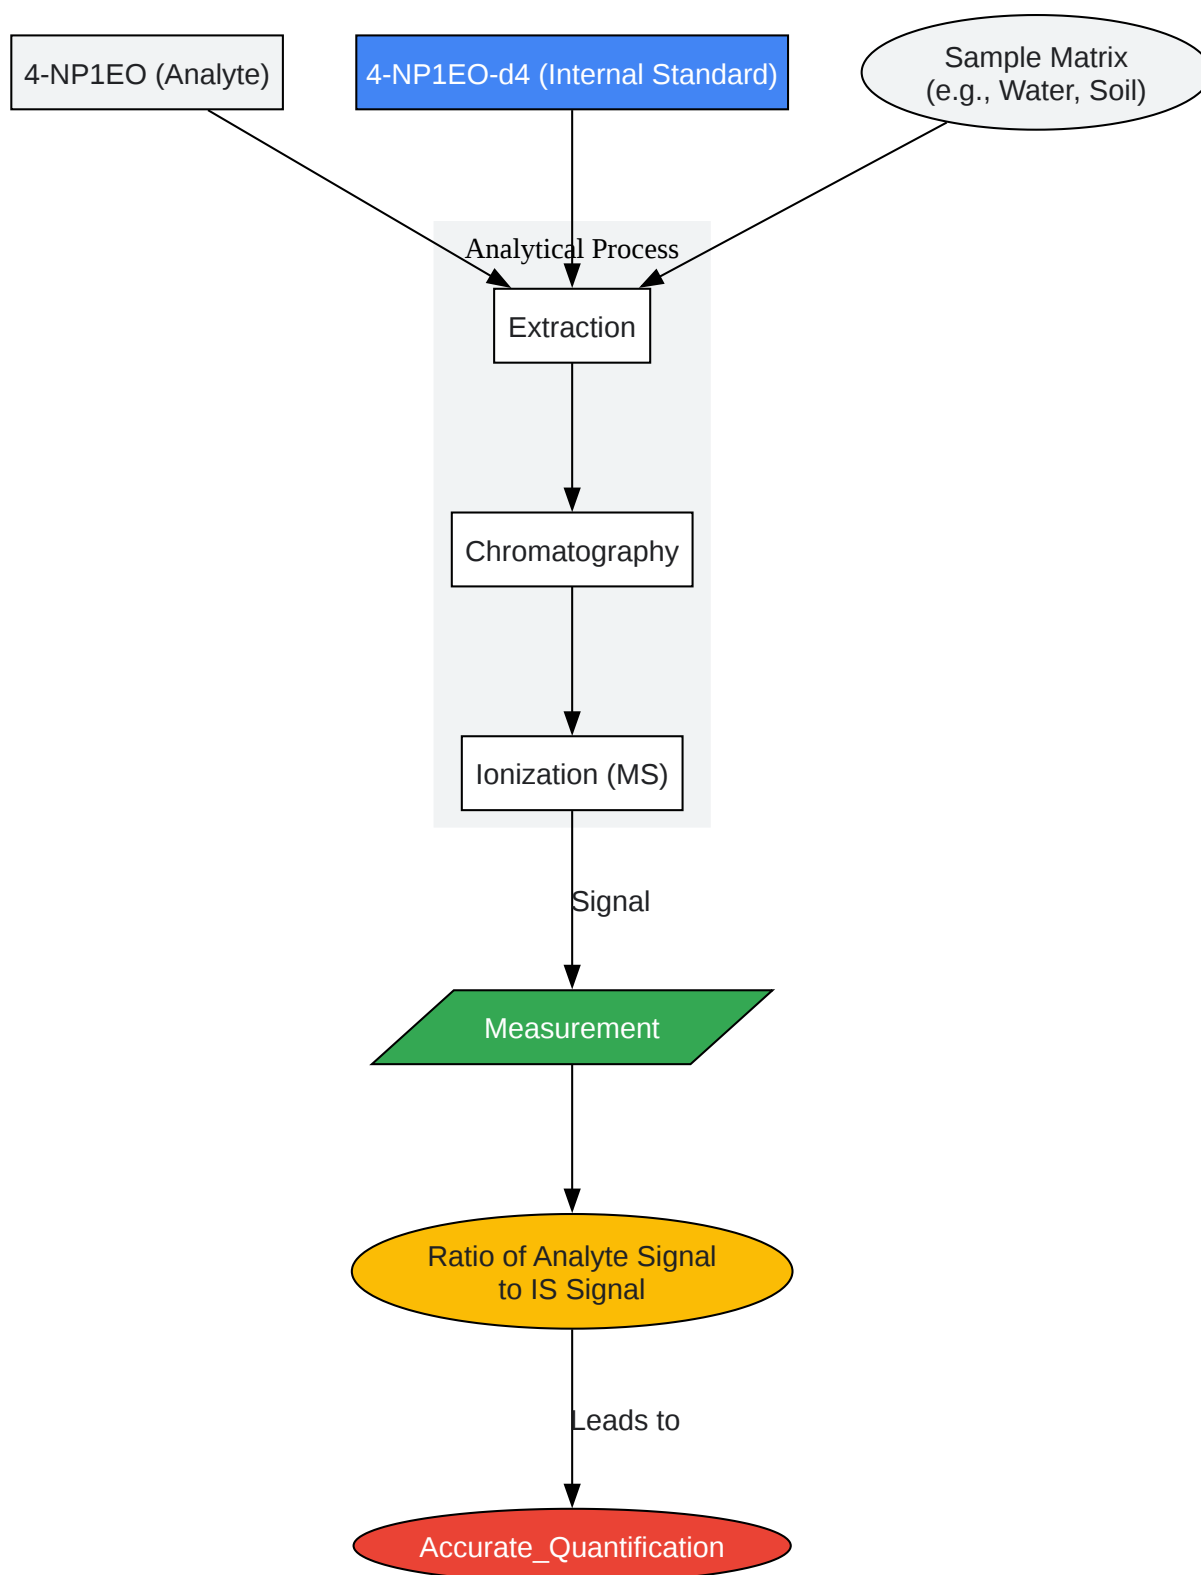 4-NP1EO (Analyte)
4-NP1EO-d4 (Internal Standard)
Sample Matrix
(e.g., Water, Soil)
Analytical Process
Extraction
Chromatography
Ionization (MS)
Signal
Measurement
Ratio of Analyte Signal
to IS Signal
Leads to
Accurate_Quantification